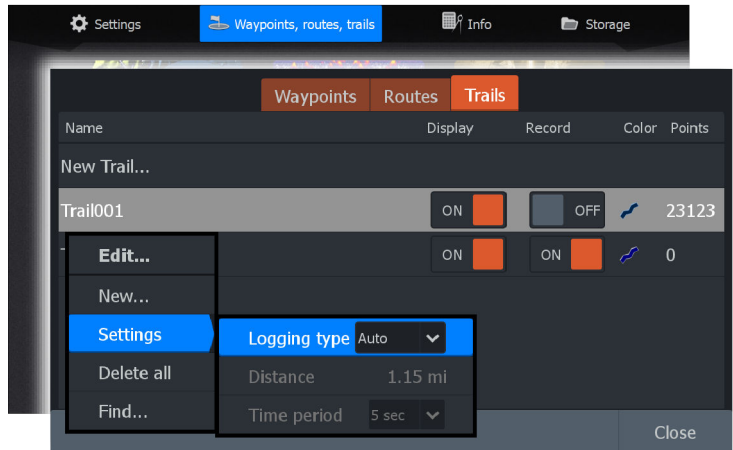 Settings Waypoints, routes, trails Info Storage
Waypoints Routes Trails
Name Display Record Color Points
New Trail...
Trail001 ON OFF 23123
ON ON 0
Edit...
New...
Settings
Logging type Auto
Delete all
Distance 1.15 mi
Find...
Time period 5 sec
Close